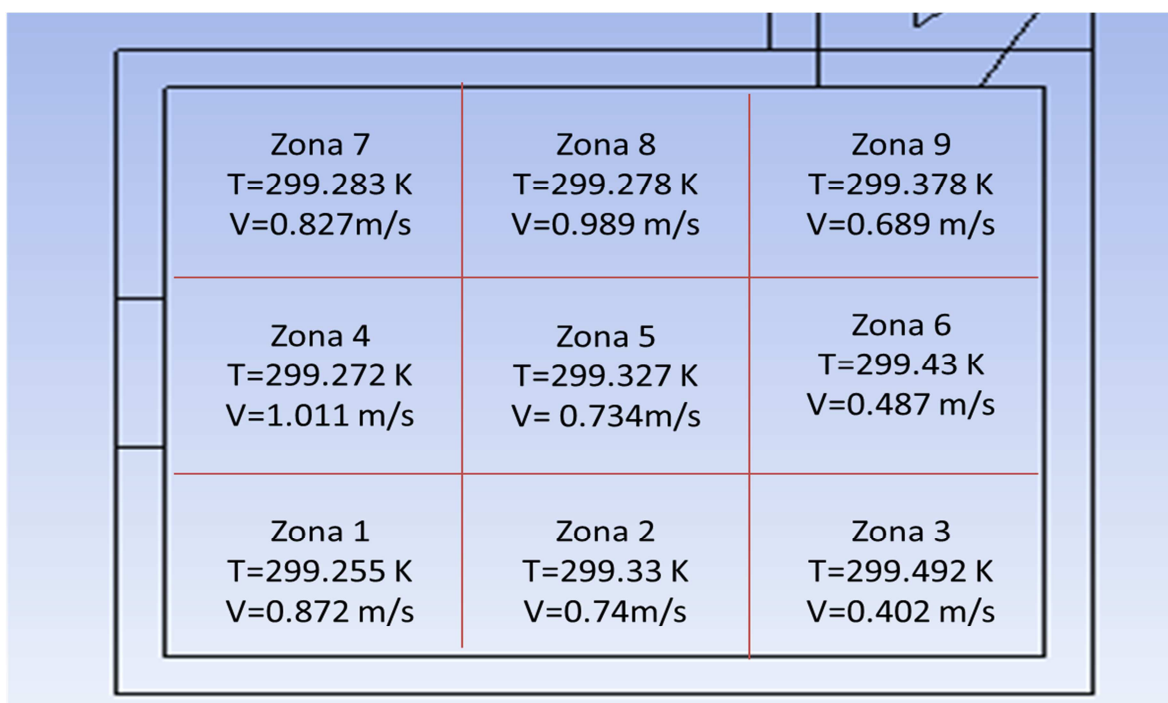 Zona 7
T=299.283 K
V=0.827m/s
Zona 8
T=299.278 K
V=0.989 m/s
Zona 9
T=299.378 K
V=0.689 m/s
Zona 4
T=299.272 K
V=1.011 m/s
Zona 5
T=299.327 K
V= 0.734m/s
Zona 6
T=299.43 K
V=0.487 m/s
Zona 1
T=299.255 K
V=0.872 m/s
Zona 2
T=299.33 K
V=0.74m/s
Zona 3
T=299.492 K
V=0.402 m/s